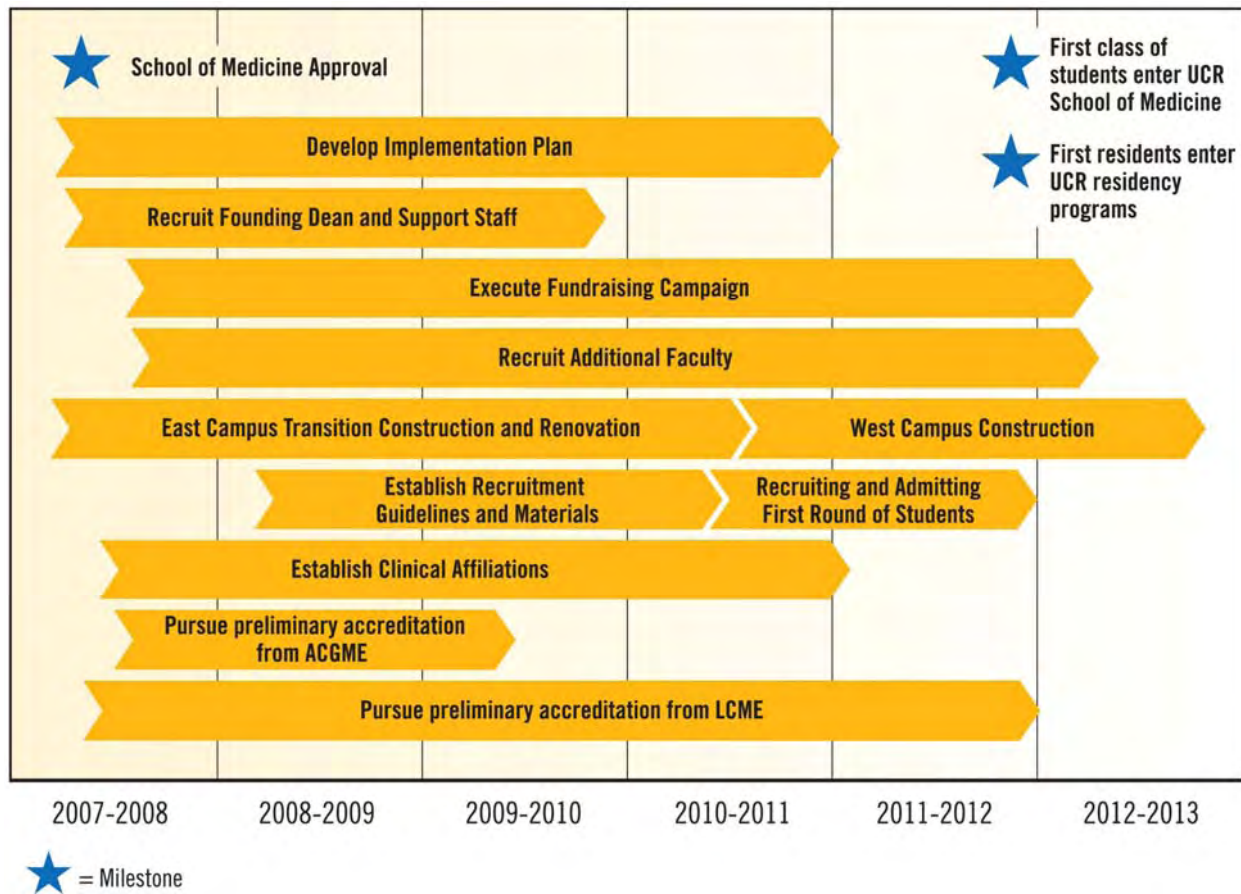 School of Medicine Approval
First class of
students enter UCR
School of Medicine
Develop Implementation Plan
First residents enter
UCR residency
programs
Recruit Founding Dean and Support Staff
Execute Fundraising Campaign
Recruit Additional Faculty
East Campus Transition Construction and Renovation
West Campus Construction
Establish Recruitment
Guidelines and Materials
Recruiting and Admitting
First Round of Students
Establish Clinical Affiliations
Pursue preliminary accreditation
from ACGME
Pursue preliminary accreditation from LCME
2007-2008
2008-2009
2009-2010
2010-2011
2011-2012
2012-2013
= Milestone